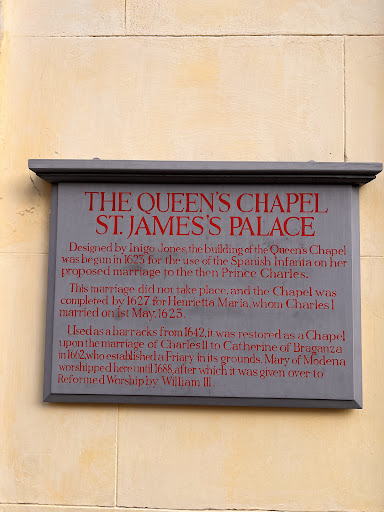 THE QUEEN'S CHAPEL
ST. JAMES'S PALACE
Designed by Inigo Jones, the building of the Queen's Chapel
was begun in 1623 for the use of the Spanish Infanta on her
proposed marriage to the then Prince Charles.
This marriage did not take place, and the Chapel was
completed by 1627 for Henrietta Maria, whom Charles I
married on 1st May, 1625.
Used as a barracks from 1642, it was restored as a Chapel
upon the marriage of Charles II to Catherine of Braganza
in 1662, who established a Friary in its grounds. Mary of Modena
worshipped here until 1688, after which it was given over to
Reformed Worship by William III.